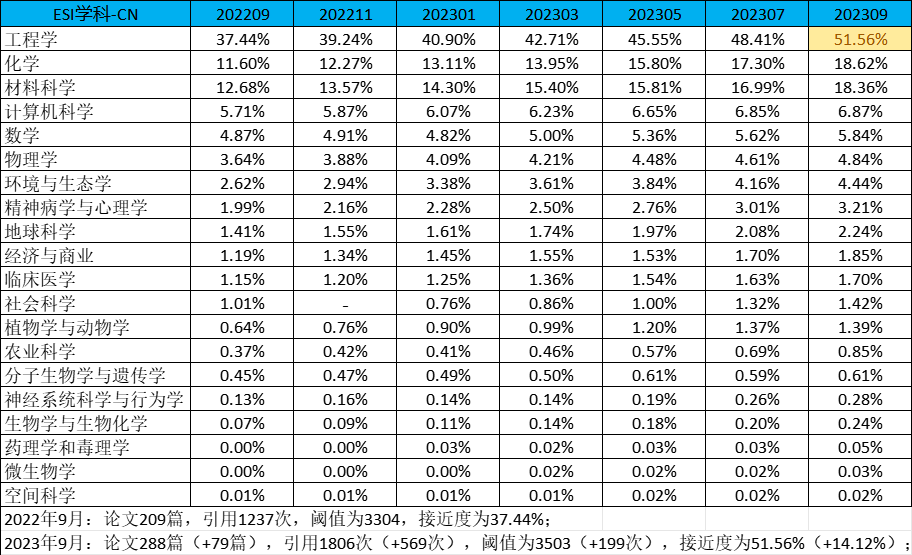 ESI学科-CN 202209 202211 202301 202303 202305 202307 202309
工程学 37.44% 39.24% 40.90% 42.71% 45.55% 48.41% 51.56%
化学 11.60% 12.27% 13.11% 13.95% 15.80% 17.30% 18.62%
材料科学 12.68% 13.57% 14.30% 15.40% 15.81% 16.99% 18.36%
计算机科学 5.71% 5.87% 6.07% 6.23% 6.65% 6.85% 6.87%
数学 4.87% 4.91% 4.82% 5.00% 5.36% 5.62% 5.84%
物理学 3.64% 3.88% 4.09% 4.21% 4.48% 4.61% 4.84%
环境与生态学 2.62% 2.94% 3.38% 3.61% 3.84% 4.16% 4.44%
精神病学与心理学 1.99% 2.16% 2.28% 2.50% 2.76% 3.01% 3.21%
地球科学 1.41% 1.55% 1.61% 1.74% 1.97% 2.08% 2.24%
经济与商业 1.19% 1.34% 1.45% 1.55% 1.53% 1.70% 1.85%
临床医学 1.15% 1.20% 1.25% 1.36% 1.54% 1.63% 1.70%
社会科学 1.01% - 0.76% 0.86% 1.00% 1.32% 1.42%
植物学与动物学 0.64% 0.76% 0.90% 0.99% 1.20% 1.37% 1.39%
农业科学 0.37% 0.42% 0.41% 0.46% 0.57% 0.69% 0.85%
分子生物学与遗传学 0.45% 0.47% 0.49% 0.50% 0.61% 0.59% 0.61%
神经系统科学与行为学 0.13% 0.16% 0.14% 0.14% 0.19% 0.26% 0.28%
生物学与生物化学 0.07% 0.09% 0.11% 0.14% 0.18% 0.20% 0.24%
药理学和毒理学 0.00% 0.00% 0.03% 0.02% 0.03% 0.03% 0.05%
微生物学 0.00% 0.00% 0.00% 0.02% 0.02% 0.02% 0.03%
空间科学 0.01% 0.01% 0.01% 0.01% 0.02% 0.02% 0.02%
2022年9月：论文209篇，引用1237次，阈值为3304，接近度为37.44%；
2023年9月：论文288篇（+79篇），引用1806次（+569次），阈值为3503（+199次），接近度为51.56%（+14.12%）；